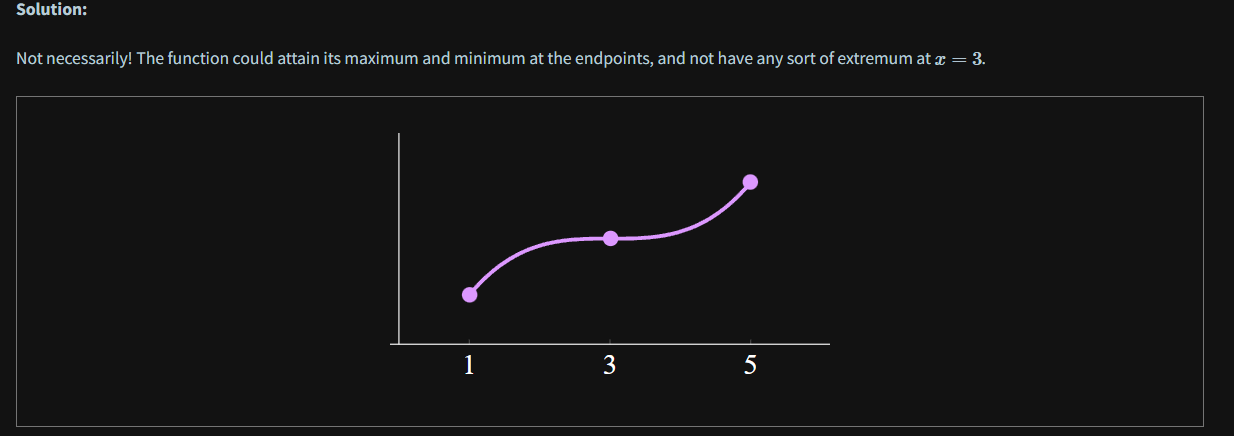 Solution:
Not necessarily! The function could attain its maximum and minimum at the endpoints, and not have any sort of extremum at x = 3.
1 3 5